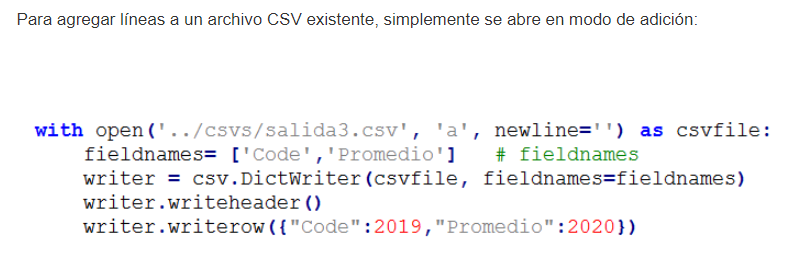 Para agregar líneas a un archivo CSV existente, simplemente se abre en modo de adición:
with open('../csvs/salida3.csv', 'a', newline='') as csvfile:
    fieldnames= ['Code','Promedio']   # fieldnames
    writer = csv.DictWriter(csvfile, fieldnames=fieldnames)
    writer.writeheader()
    writer.writerow({"Code":2019,"Promedio":2020})